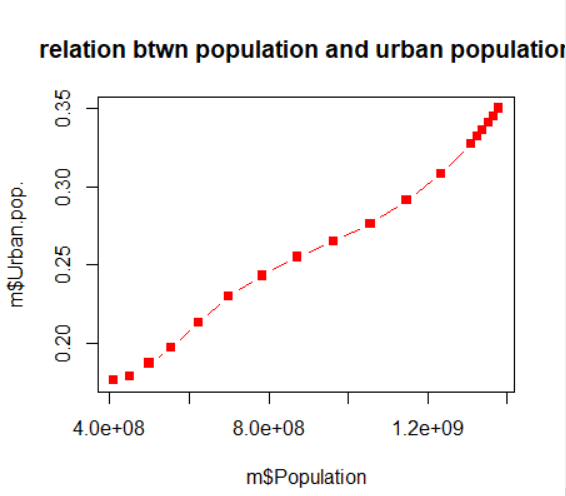 relation btwn population and urban population
0.35
0.30
0.25
0.20
m$Urban.pop.
4.0e+08 8.0e+08 1.2e+09
m$Population